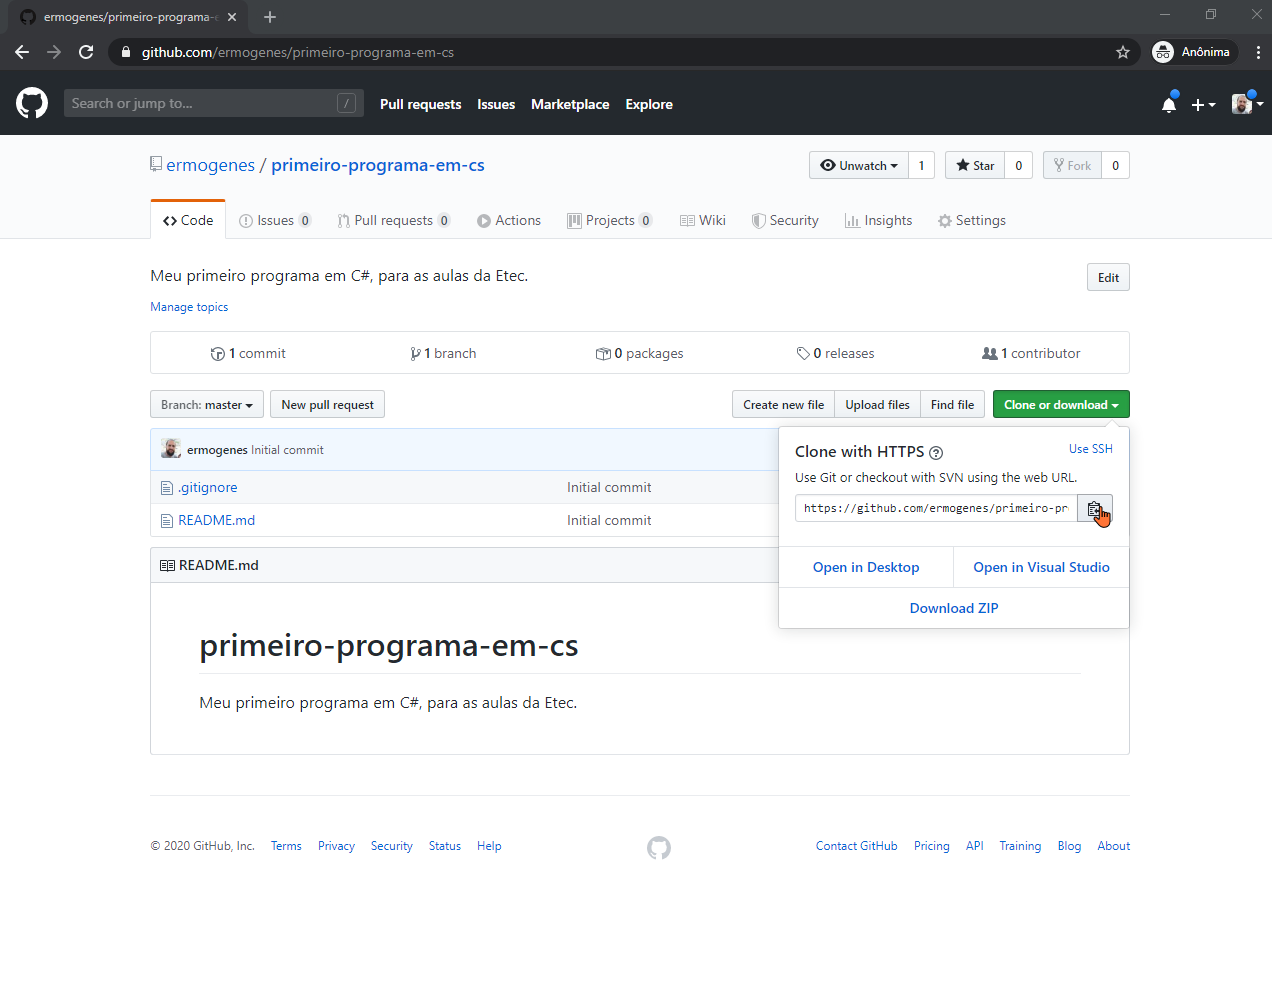 ermogenes/primeiro-programa-e
github.com/ermogenes/primeiro-programa-em-cs
Anônima
Search or jump to...
/
Pull requests
Issues
Marketplace
Explore
ermogenes / primeiro-programa-em-cs
Unwatch 1
Star 0
Fork 0
Code
Issues 0
Pull requests 0
Actions
Projects 0
Wiki
Security
Insights
Settings
Meu primeiro programa em C#, para as aulas da Etec.
Edit
Manage topics
1 commit
1 branch
0 packages
0 releases
1 contributor
Branch: master
New pull request
Create new file
Upload files
Find file
Clone or download
ermogenes Initial commit
.gitignore Initial commit
README.md Initial commit
Clone with HTTPS
Use SSH
Use Git or checkout with SVN using the web URL.
https://github.com/ermogenes/primeiro-pr
Open in Desktop
Open in Visual Studio
Download ZIP
README.md
primeiro-programa-em-cs
Meu primeiro programa em C#, para as aulas da Etec.
© 2020 GitHub, Inc.
Terms
Privacy
Security
Status
Help
Contact GitHub
Pricing
API
Training
Blog
About